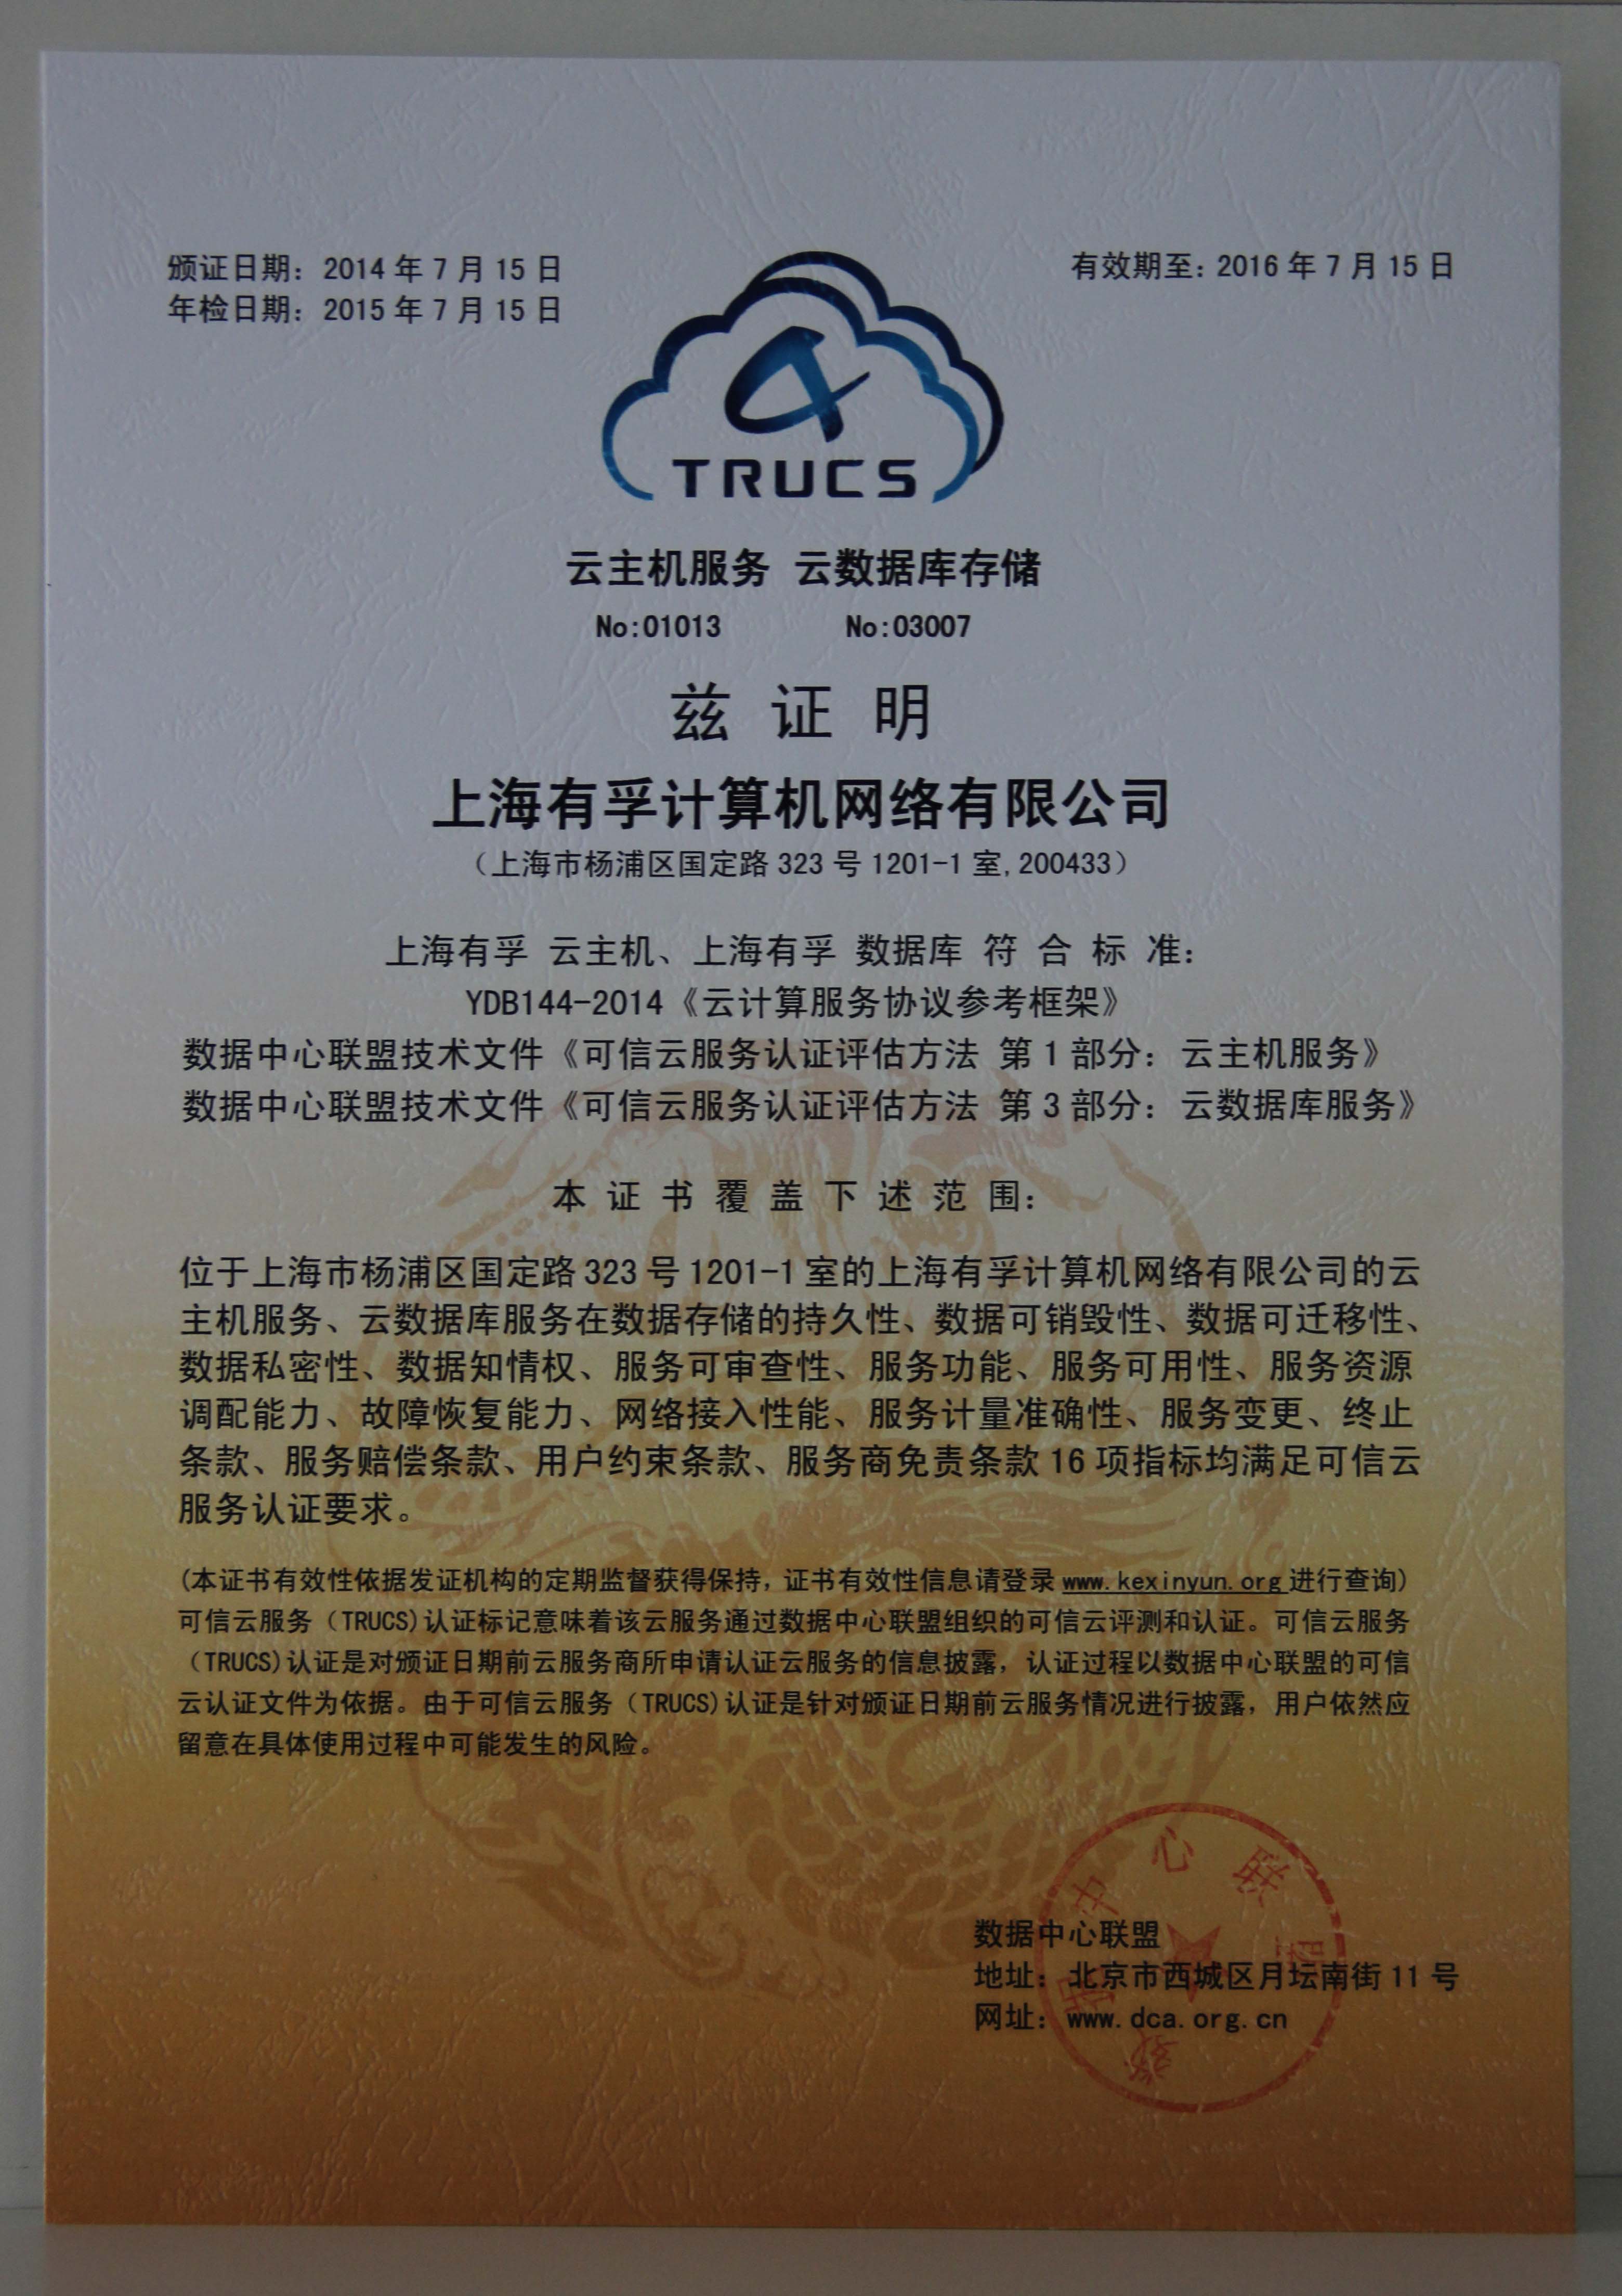 颁证日期：2014 年 7 月 15 日
有效期至：2016 年 7 月 15 日
年检日期：2015 年 7 月 15 日
TRUCS
云主机服务 云数据库存储
No:01013 No:03007
兹 证 明
上海有孚计算机网络有限公司
（上海市杨浦区国定路 323 号 1201-1 室, 200433）
上海有孚 云主机、上海有孚 数据库 符 合 标 准：
YDB144-2014《云计算服务协议参考框架》
数据中心联盟技术文件《可信云服务认证评估方法 第 1 部分：云主机服务》
数据中心联盟技术文件《可信云服务认证评估方法 第 3 部分：云数据库服务》
本 证 书 覆 盖 下 述 范 围：
位于上海市杨浦区国定路 323 号 1201-1 室的上海有孚计算机网络有限公司的云
主机服务、云数据库服务在数据存储的持久性、数据可销毁性、数据可迁移性、
数据私密性、数据知情权、服务可审查性、服务功能、服务可用性、服务资源
调配能力、故障恢复能力、网络接入性能、服务计量准确性、服务变更、终止
条款、服务赔偿条款、用户约束条款、服务商免责条款 16 项指标均满足可信云
服务认证要求。
(本证书有效性依据发证机构的定期监督获得保持，证书有效性信息请登录 www.kexinyun.org 进行查询)
可信云服务（TRUCS)认证标记意味着该云服务通过数据中心联盟组织的可信云评测和认证。可信云服务
（TRUCS)认证是对颁证日期前云服务商所申请认证云服务的信息披露，认证过程以数据中心联盟的可信
云认证文件为依据。由于可信云服务（TRUCS)认证是针对颁证日期前云服务情况进行披露，用户依然应
留意在具体使用过程中可能发生的风险。
中心联
数据中心联盟
地址：北京市西城区月坛南街 11 号
网址：www.dca.org.cn